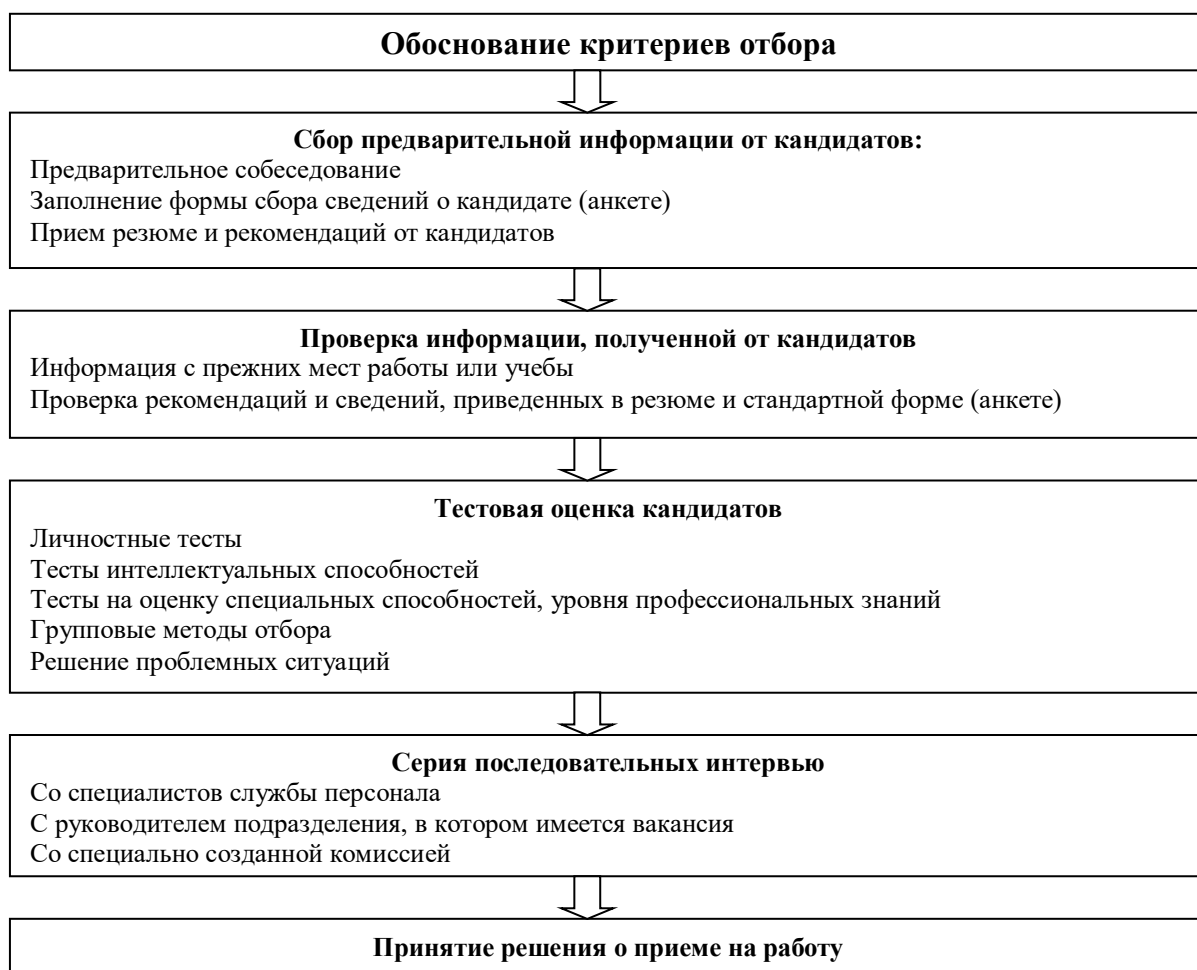 Обоснование критериев отбора
Сбор предварительной информации от кандидатов:
Предварительное собеседование
Заполнение формы сбора сведений о кандидате (анкете)
Прием резюме и рекомендаций от кандидатов
Проверка информации, полученной от кандидатов
Информация с прежних мест работы или учебы
Проверка рекомендаций и сведений, приведенных в резюме и стандартной форме (анкете)
Тестовая оценка кандидатов
Личностные тесты
Тесты интеллектуальных способностей
Тесты на оценку специальных способностей, уровня профессиональных знаний
Групповые методы отбора
Решение проблемных ситуаций
Серия последовательных интервью
Со специалистов службы персонала
С руководителем подразделения, в котором имеется вакансия
Со специально созданной комиссией
Принятие решения о приеме на работу